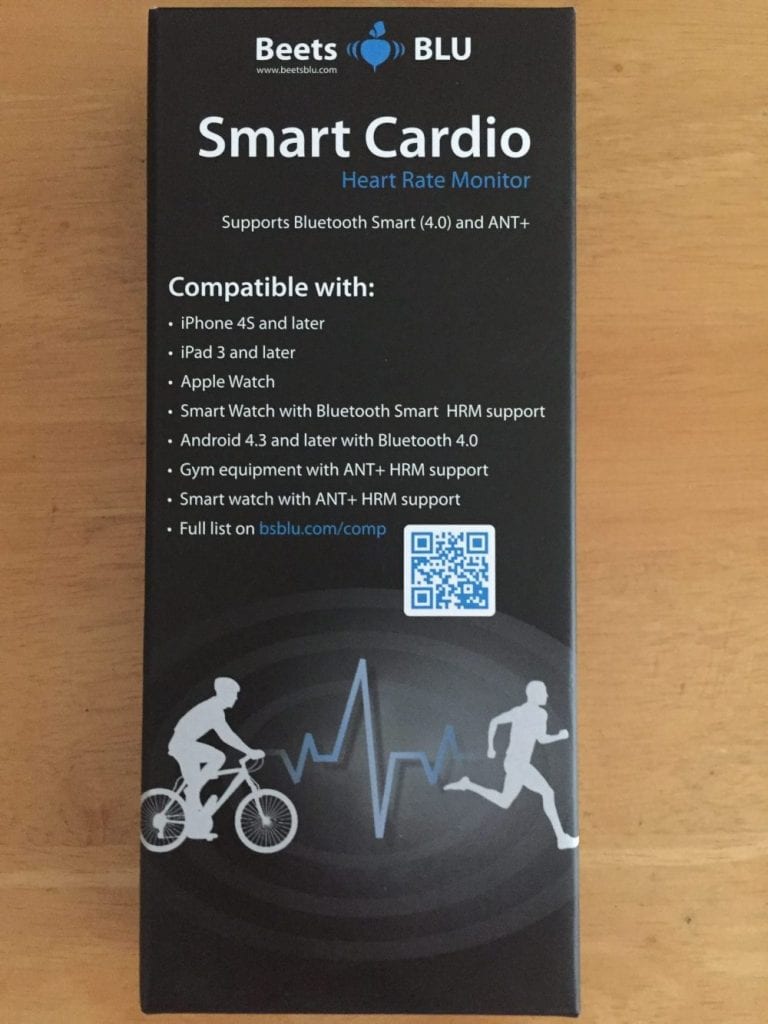 Beets BLU
www.beetsblu.com
Smart Cardio
Heart Rate Monitor
Supports Bluetooth Smart (4.0) and ANT+
Compatible with:
• iPhone 4S and later
• iPad 3 and later
• Apple Watch
• Smart Watch with Bluetooth Smart HRM support
• Android 4.3 and later with Bluetooth 4.0
• Gym equipment with ANT+ HRM support
• Smart watch with ANT+ HRM support
• Full list on bsblu.com/comp